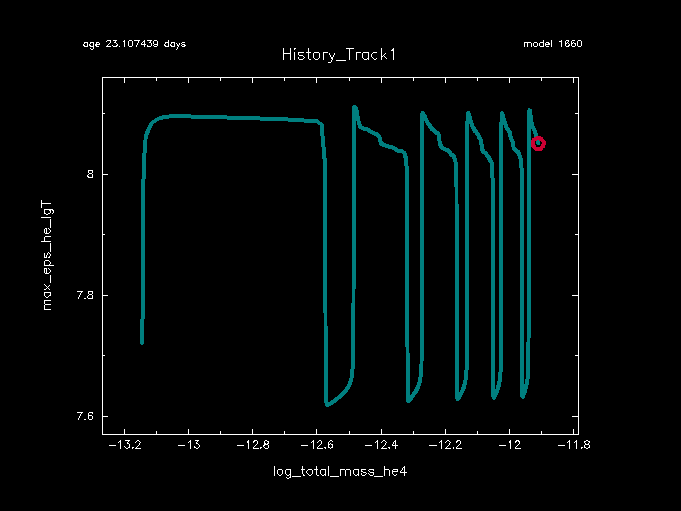 age 23.107439 days
model 1660
History_Track1
max_eps_he_lgT
8
7.8
7.6
-13.2
-13
-12.8
-12.6
-12.4
-12.2
-12
-11.8
log_total_mass_he4